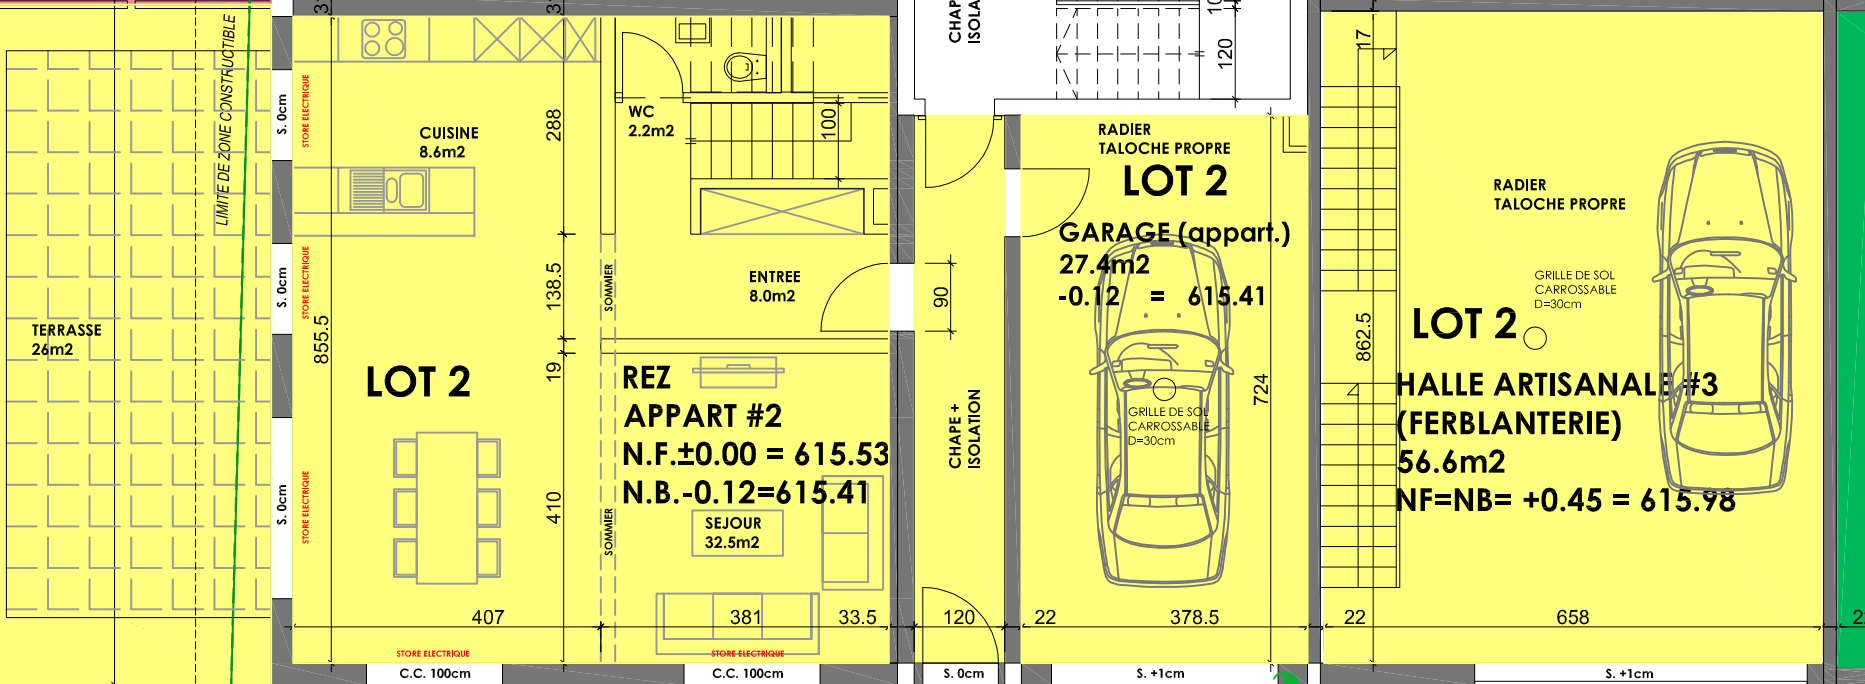 LIMITE DE ZONE CONSTRUCTIBLE
TERRASSE
26m2
S. 0cm
STORE ELECTRIQUE
S. 0cm
STORE ELECTRIQUE
S. 0cm
STORE ELECTRIQUE
855.5
CUISINE
8.6m2
288
138.5
19
410
LOT 2
407
STORE ELECTRIQUE
C.C. 100cm
WC
2.2m2
100
ENTREE
8.0m2
SOMMIER
SOMMIER
REZ
APPART #2
N.F.±0.00 = 615.53
N.B.-0.12=615.41
SEJOUR
32.5m2
381
33.5
STORE ELECTRIQUE
C.C. 100cm
CHAPE +
ISOLATION
90
120
S. 0cm
120
RADIER
TALOCHE PROPRE
LOT 2
GARAGE (appart.)
27.4m2
-0.12 = 615.41
GRILLE DE SOL
CARROSSABLE
D=30cm
724
22
378.5
S. +1cm
17
862.5
RADIER
TALOCHE PROPRE
GRILLE DE SOL
CARROSSABLE
D=30cm
LOT 2
HALLE ARTISANALE #3
(FERBLANTERIE)
56.6m2
NF=NB= +0.45 = 615.98
22
658
S. +1cm